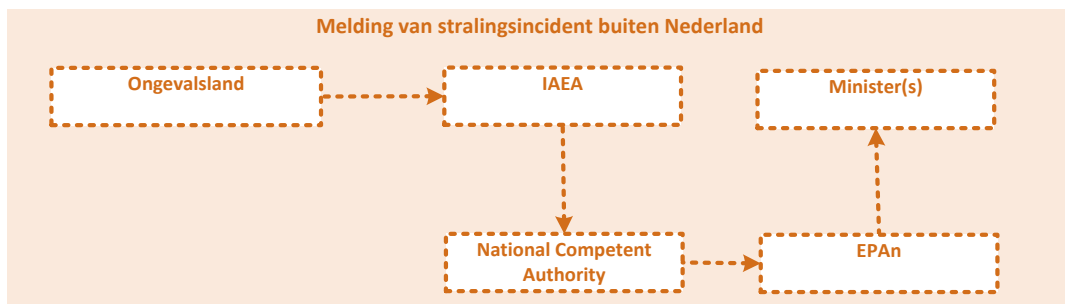 Melding van stralingsincident buiten Nederland
Ongevalsland
IAEA
Minister(s)
National Competent
Authority
EPAn